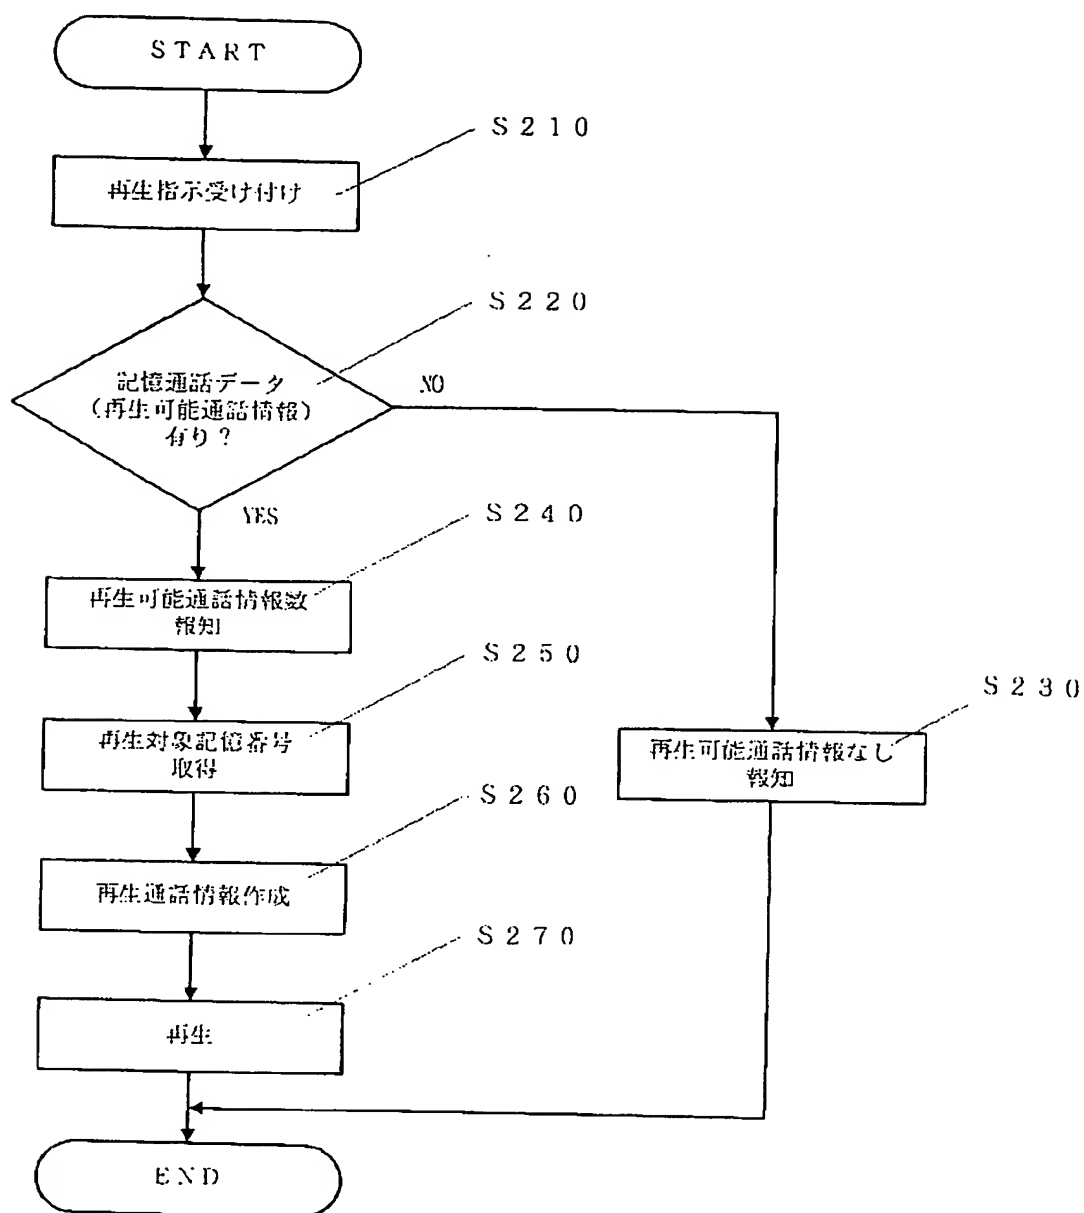 START
S210
再生指示受け付け
S220
記憶通話データ
(再生可能通話情報)
有り?
NO
YES
S240
再生可能通話情報数
報知
S250
再生対象記憶番号
取得
S230
再生可能通話情報なし
報知
S260
再生通話情報作成
S270
再生
END